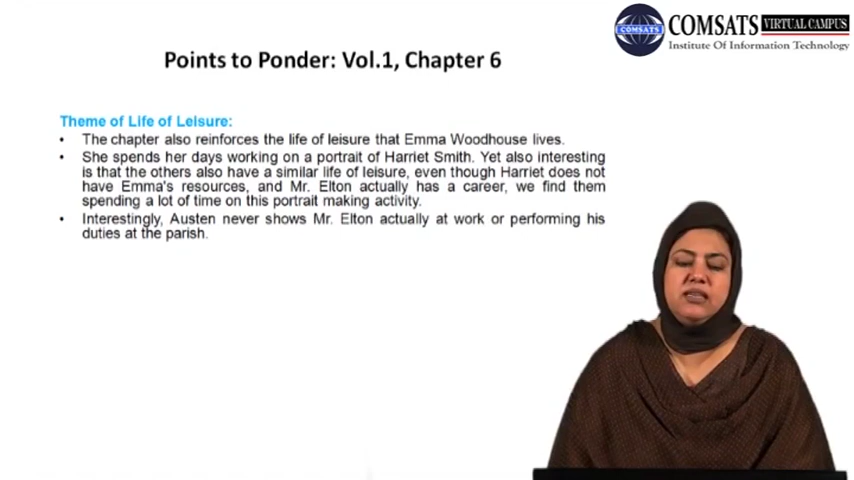 COMSATS VIRTUAL CAMPUS
COMSATS
Institute Of Information Technology
Points to Ponder: Vol.1, Chapter 6
Theme of Life of Leisure:
• The chapter also reinforces the life of leisure that Emma Woodhouse lives.
• She spends her days working on a portrait of Harriet Smith. Yet also interesting
is that the others also have a similar life of leisure, even though Harriet does not
have Emma's resources, and Mr. Elton actually has a career, we find them
spending a lot of time on this portrait making activity.
• Interestingly, Austen never shows Mr. Elton actually at work or performing his
duties at the parish.